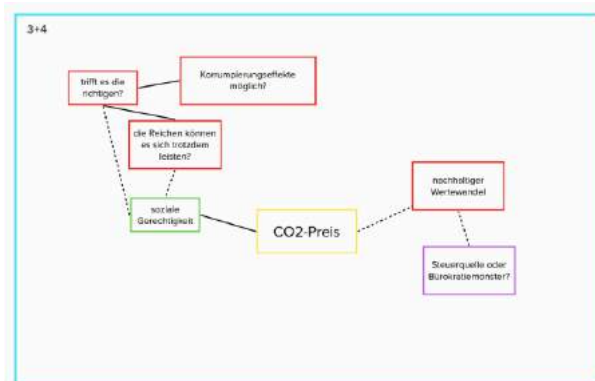 3+4
trifft es die
richtigen?
Korrumpierungseffekte
möglich?
die Reichen können
es sich trotzdem
leisten?
soziale
Gerechtigkeit
CO2-Preis
nachhaltiger
Wertewandel
Steuerquelle oder
Bürokratiemonster?